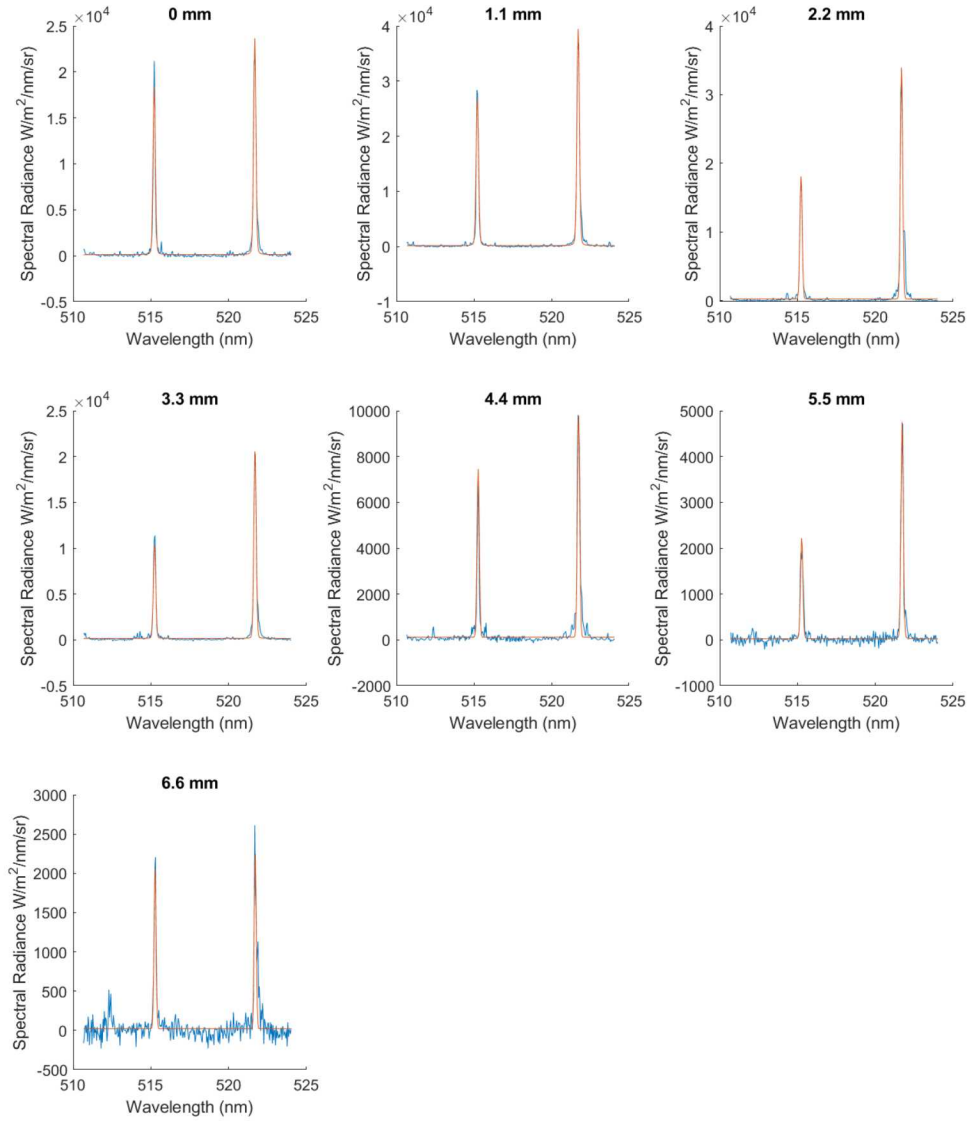 0 mm
×10⁴
2.5
2
1.5
1
0.5
0
-0.5
Spectral Radiance W/m²/nm/sr)
510 515 520 525
Wavelength (nm)
1.1 mm
×10⁴
4
3
2
1
0
-1
Spectral Radiance W/m²/nm/sr)
510 515 520 525
Wavelength (nm)
2.2 mm
×10⁴
4
3
2
1
0
Spectral Radiance W/m²/nm/sr)
510 515 520 525
Wavelength (nm)
3.3 mm
×10⁴
2.5
2
1.5
1
0.5
0
-0.5
Spectral Radiance W/m²/nm/sr)
510 515 520 525
Wavelength (nm)
4.4 mm
10000
8000
6000
4000
2000
0
-2000
Spectral Radiance W/m²/nm/sr)
510 515 520 525
Wavelength (nm)
5.5 mm
5000
4000
3000
2000
1000
0
-1000
Spectral Radiance W/m²/nm/sr)
510 515 520 525
Wavelength (nm)
6.6 mm
3000
2500
2000
1500
1000
500
0
-500
Spectral Radiance W/m²/nm/sr)
510 515 520 525
Wavelength (nm)